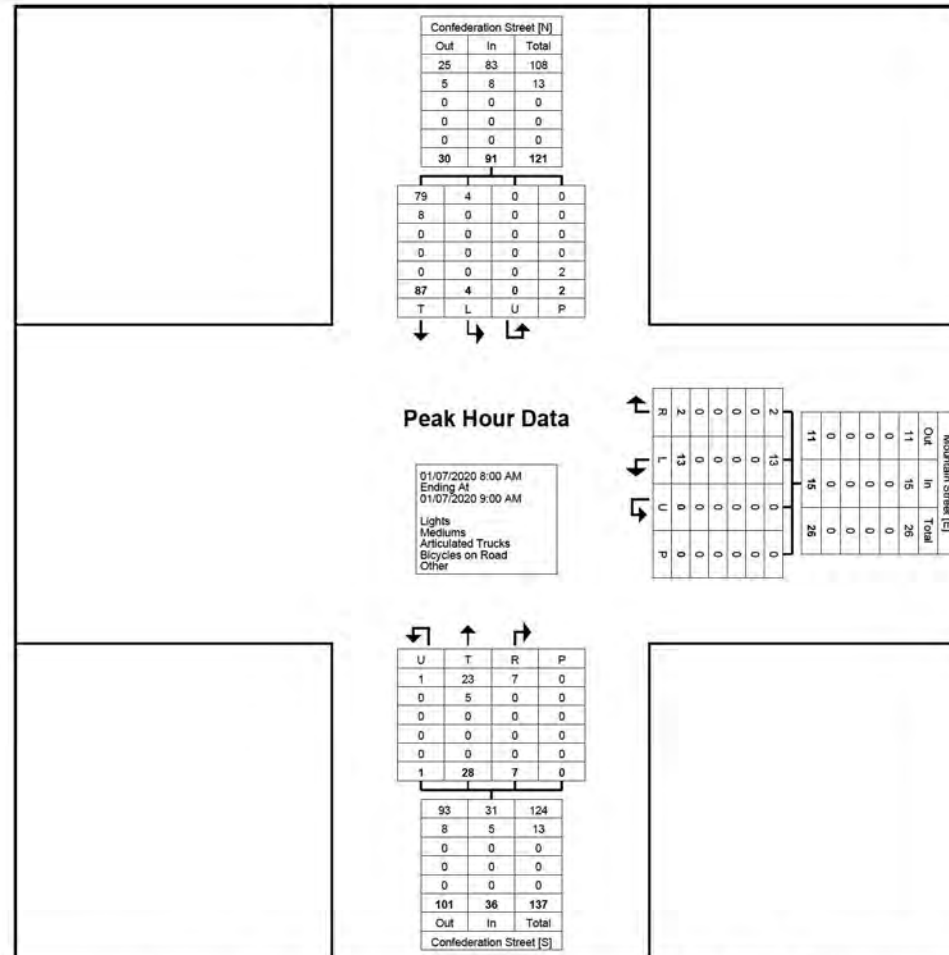 Confederation Street [N]
Out In Total
25 83 108
5 8 13
0 0 0
0 0 0
0 0 0
30 91 121
79 4 0 0
8 0 0 0
0 0 0 0
0 0 0 0
0 0 0 2
87 4 0 2
T L U P
Peak Hour Data
01/07/2020 8:00 AM
Ending At
01/07/2020 9:00 AM
Lights
Mediums
Articulated Trucks
Bicycles on Road
Other
R 2 0 0 0 0 2
L 13 0 0 0 0 13
U 0 0 0 0 0 0
P 0 0 0 0 0 0
Mountain Street [E]
Out In Total
11 15 26
0 0 0
0 0 0
0 0 0
0 0 0
11 15 26
U T R P
1 23 7 0
0 5 0 0
0 0 0 0
0 0 0 0
0 0 0 0
1 28 7 0
93 31 124
8 5 13
0 0 0
0 0 0
0 0 0
101 36 137
Out In Total
Confederation Street [S]